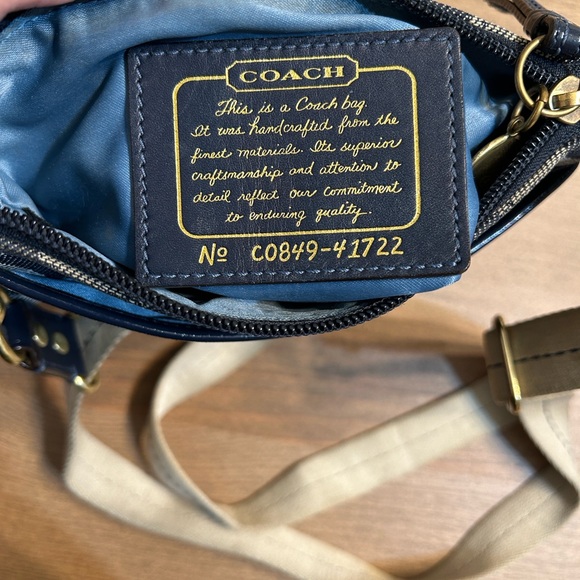 COACH
This is a Coach bag.
It was handcrafted from the
finest materials. Its superior
craftsmanship and attention to
detail reflect our commitment
to enduring quality.
Nº C0849-41722